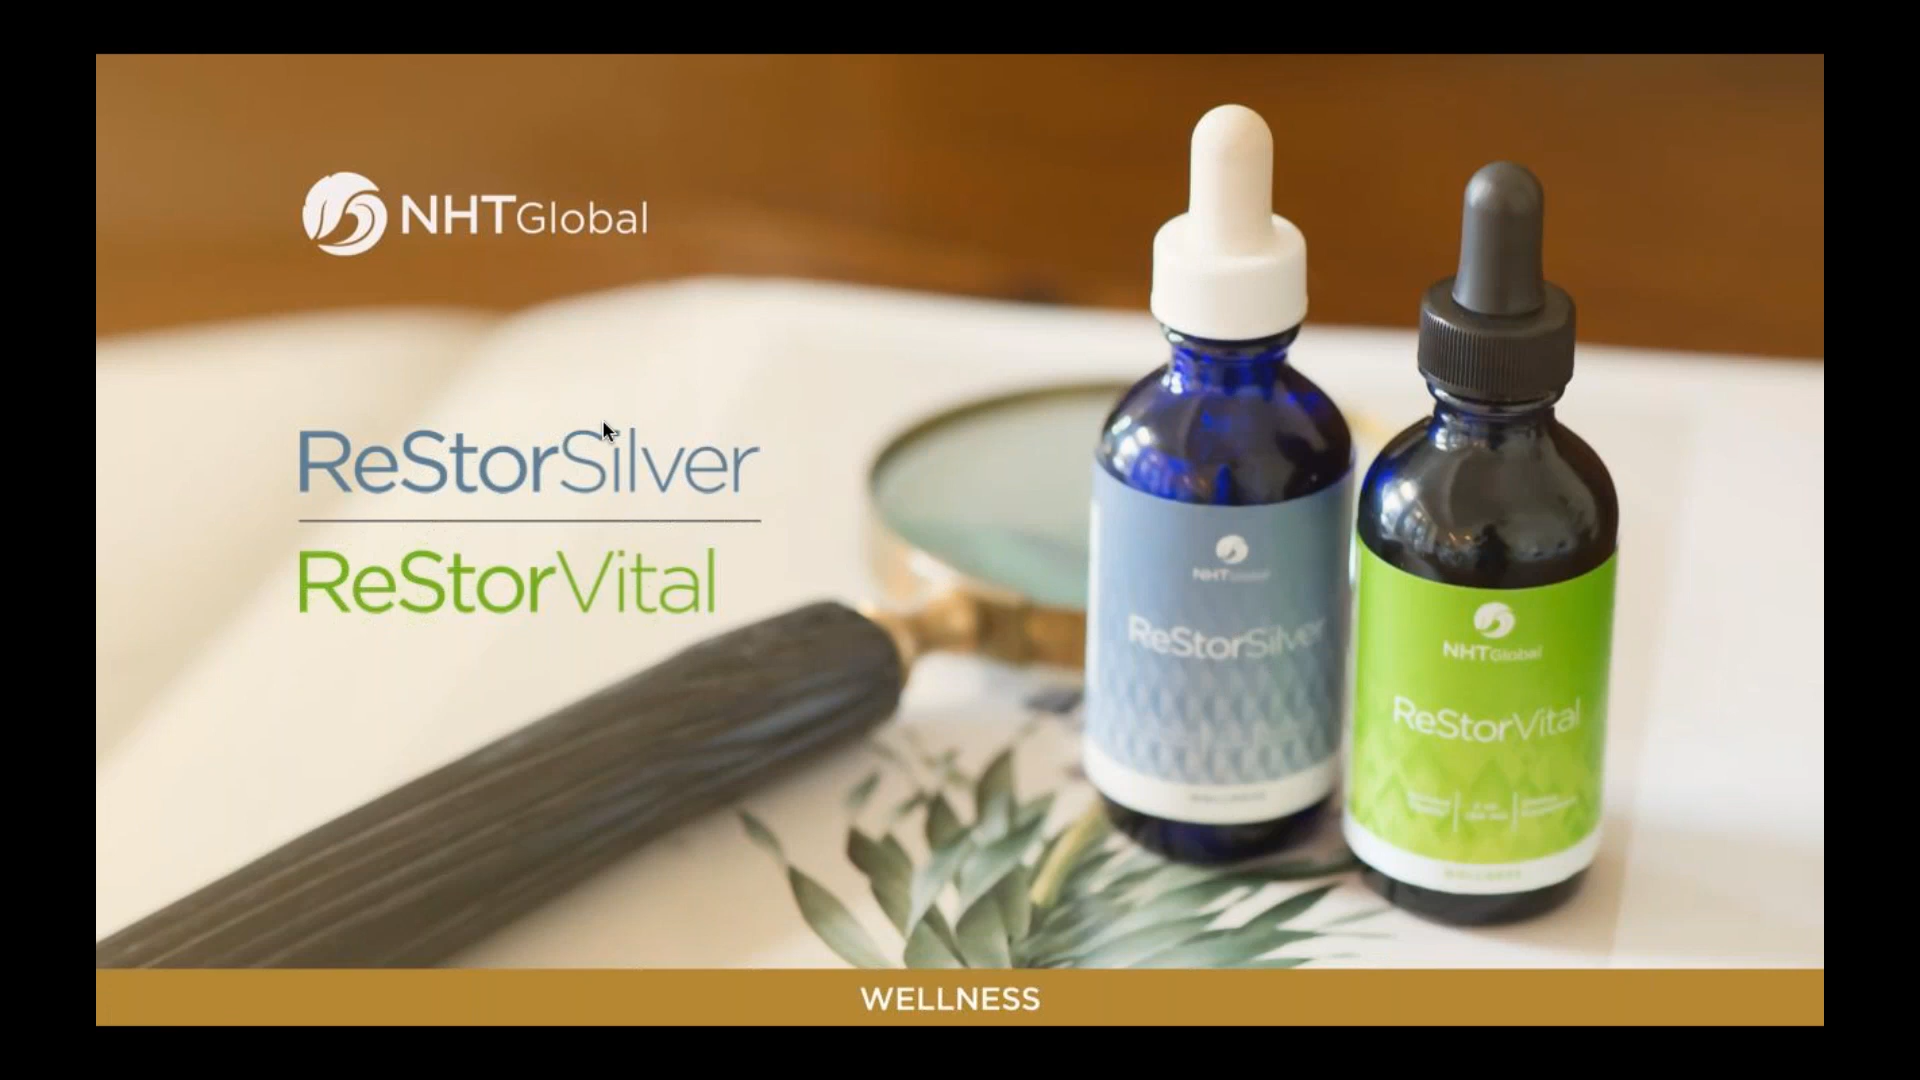 NHTGlobal
ReStorSilver
ReStorVital
NHTGlobal
ReStorSilver
NHTGlobal
ReStorVital
WELLNESS